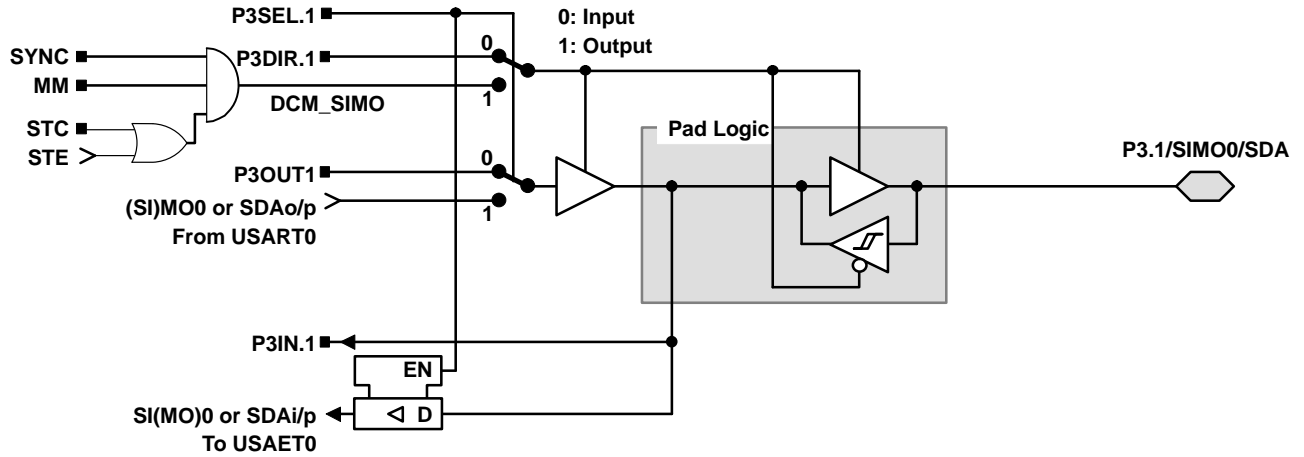 P3SEL.1
0: Input
1: Output
SYNC
P3DIR.1
0
MM
1
DCM_SIMO
STC
STE
Pad Logic
P3.1/SIMO0/SDA
0
P3OUT1
(SI)MO0 or SDAo/p
1
From USART0
P3IN.1
EN
SI(MO)0 or SDAi/p
D
To USAET0